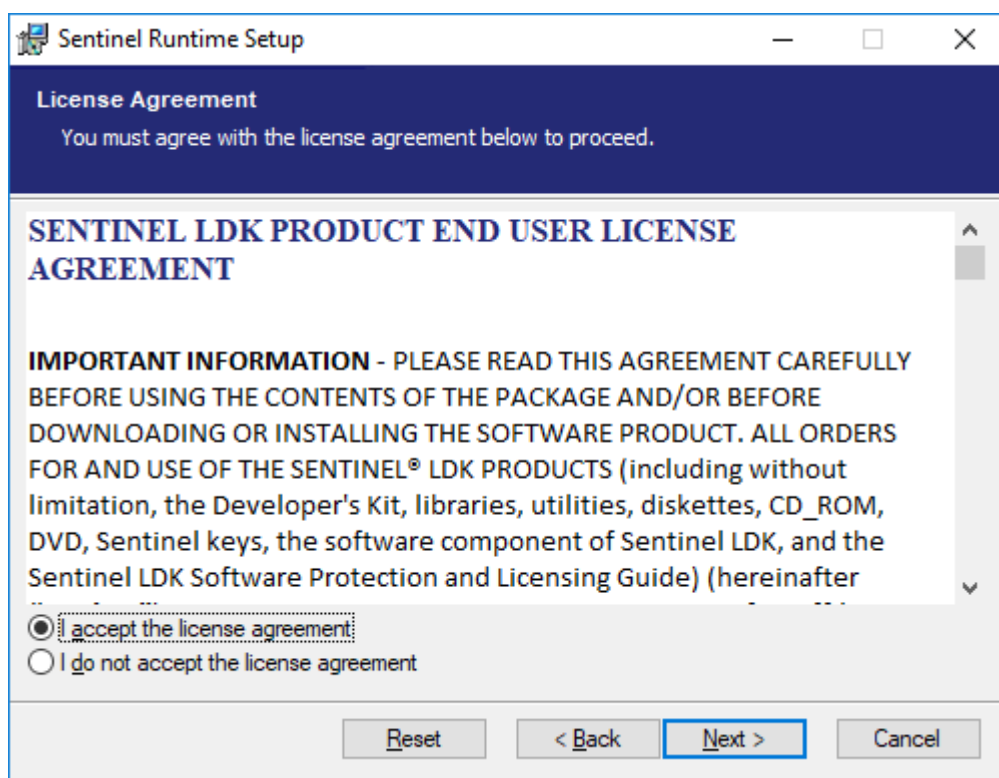 Sentinel Runtime Setup
License Agreement
You must agree with the license agreement below to proceed.
SENTINEL LDK PRODUCT END USER LICENSE
AGREEMENT
IMPORTANT INFORMATION - PLEASE READ THIS AGREEMENT CAREFULLY
BEFORE USING THE CONTENTS OF THE PACKAGE AND/OR BEFORE
DOWNLOADING OR INSTALLING THE SOFTWARE PRODUCT. ALL ORDERS
FOR AND USE OF THE SENTINEL® LDK PRODUCTS (including without
limitation, the Developer's Kit, libraries, utilities, diskettes, CD_ROM,
DVD, Sentinel keys, the software component of Sentinel LDK, and the
Sentinel LDK Software Protection and Licensing Guide) (hereinafter
I accept the license agreement
I do not accept the license agreement
Reset < Back Next > Cancel